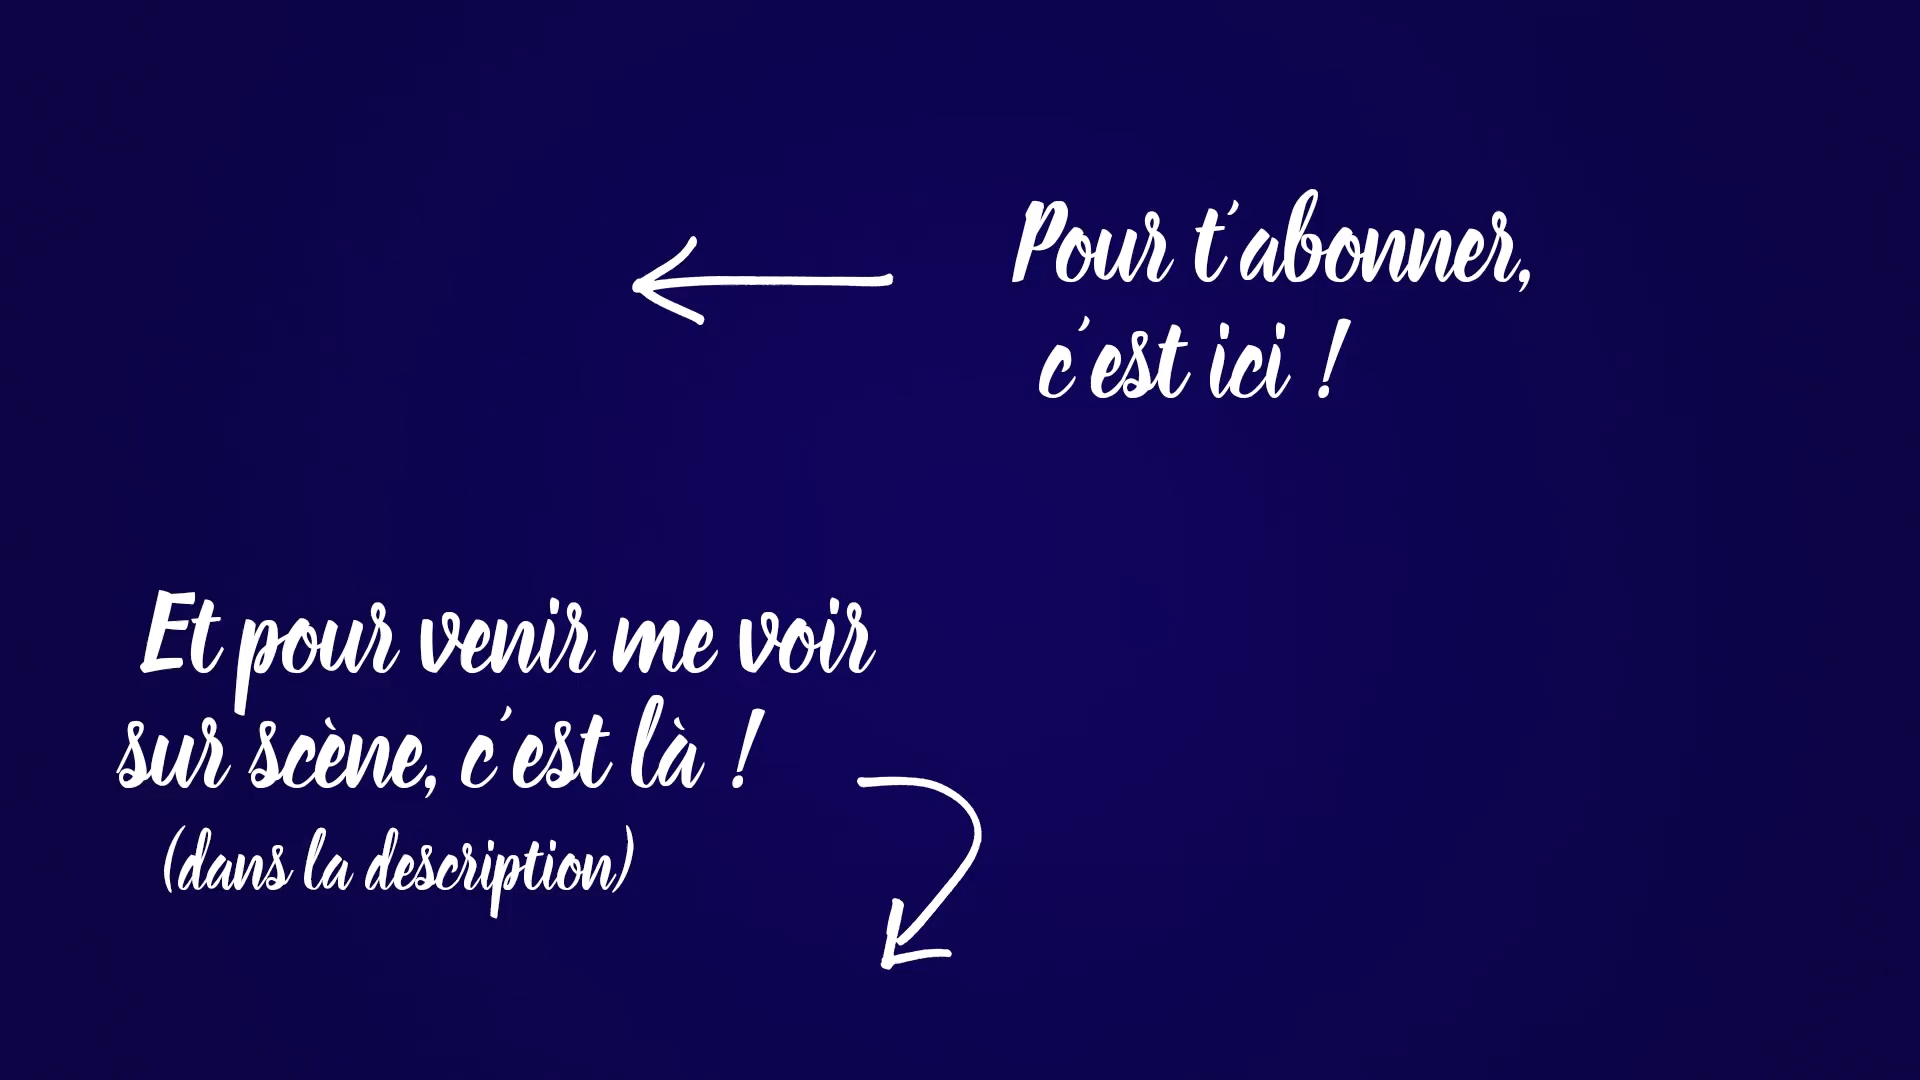 Pour t'abonner,
c'est ici !
Et pour venir me voir
sur scène, c'est là !
(dans la description)